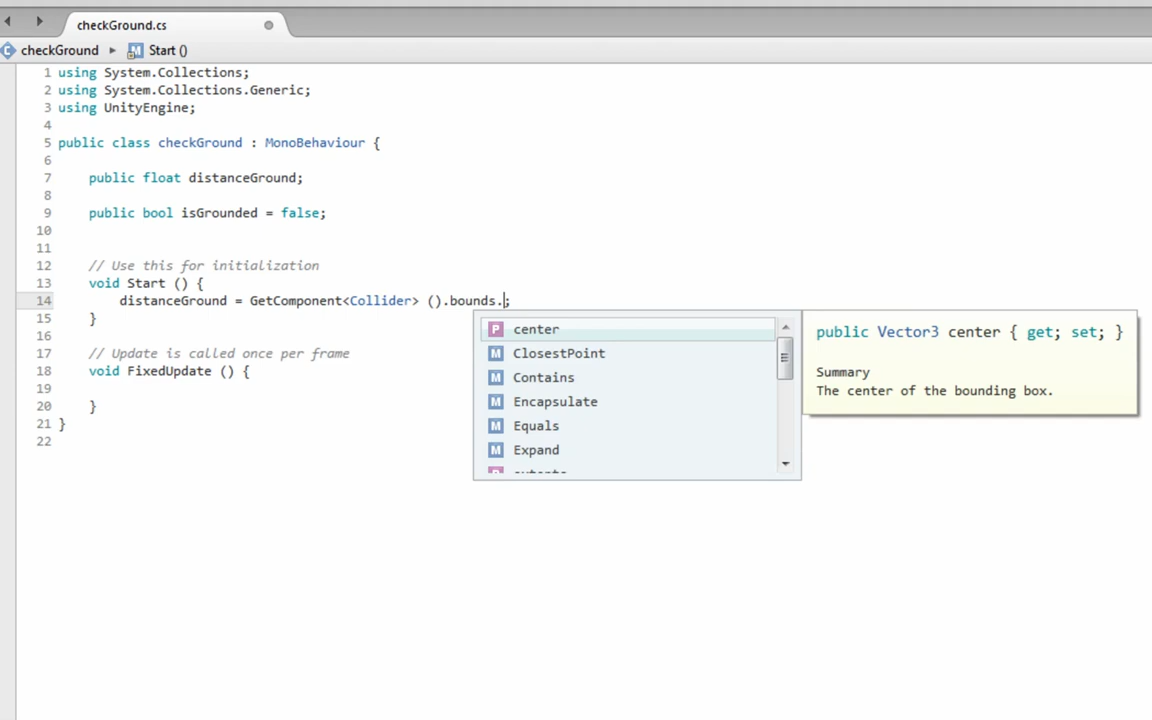 checkGround.cs
checkGround Start ()
1 using System.Collections;
2 using System.Collections.Generic;
3 using UnityEngine;
4
5 public class checkGround : MonoBehaviour {
6
7 public float distanceGround;
8
9 public bool isGrounded = false;
10
11
12 // Use this for initialization
13 void Start () {
14 distanceGround = GetComponent<Collider> ().bounds.;
15 }
16
17 // Update is called once per frame
18 void FixedUpdate () {
19
20 }
21 }
22
P center
M ClosestPoint
M Contains
M Encapsulate
M Equals
M Expand
public Vector3 center { get; set; }
Summary
The center of the bounding box.